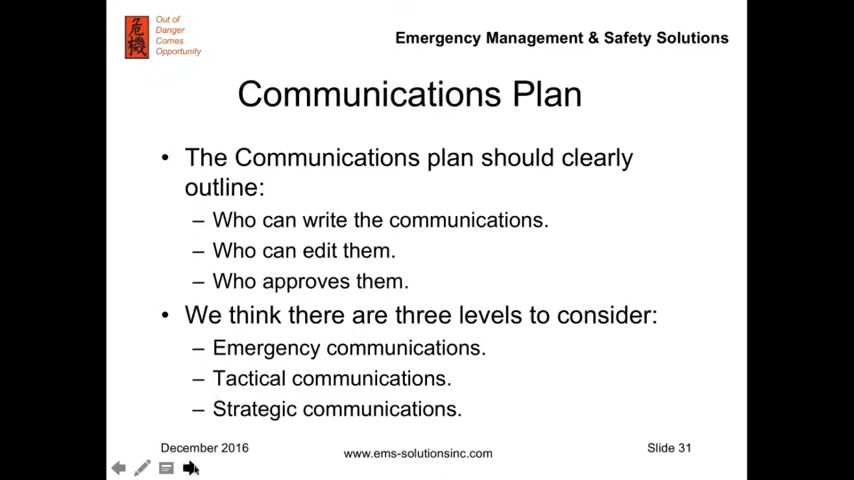 危
機
Out of
Danger
Comes
Opportunity
Emergency Management & Safety Solutions
Communications Plan
• The Communications plan should clearly
outline:
– Who can write the communications.
– Who can edit them.
– Who approves them.
• We think there are three levels to consider:
– Emergency communications.
– Tactical communications.
– Strategic communications.
December 2016
www.ems-solutionsinc.com
Slide 31